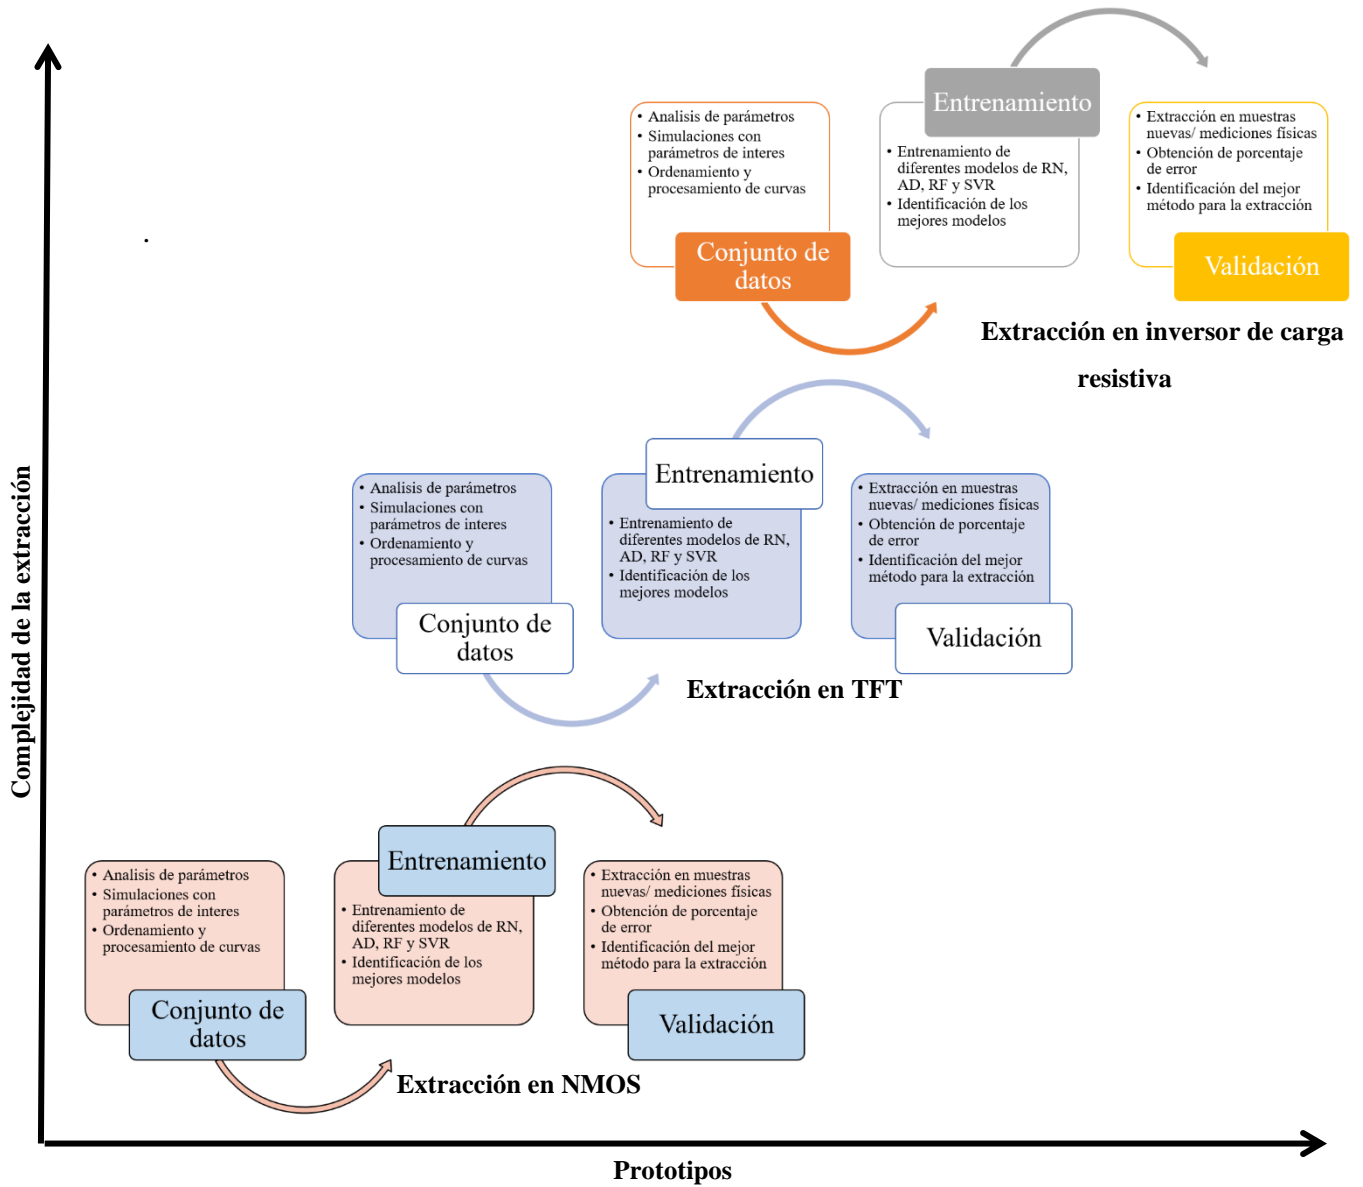 Entrenamiento
• Analisis de parámetros
• Simulaciones con
parámetros de interes
• Ordenamiento y
procesamiento de curvas
Conjunto de
datos
• Entrenamiento de
diferentes modelos de RN,
AD, RF y SVR
• Identificación de los
mejores modelos
• Extracción en muestras
nuevas/ mediciones físicas
• Obtención de porcentaje
de error
• Identificación del mejor
método para la extracción
Validación
.
Extracción en inversor de carga
resistiva
Entrenamiento
• Analisis de parámetros
• Simulaciones con
parámetros de interes
• Ordenamiento y
procesamiento de curvas
Conjunto de
datos
• Entrenamiento de
diferentes modelos de RN,
AD, RF y SVR
• Identificación de los
mejores modelos
• Extracción en muestras
nuevas/ mediciones físicas
• Obtención de porcentaje
de error
• Identificación del mejor
método para la extracción
Validación
Extracción en TFT
Complejidad de la extracción
Entrenamiento
• Analisis de parámetros
• Simulaciones con
parámetros de interes
• Ordenamiento y
procesamiento de curvas
Conjunto de
datos
• Entrenamiento de
diferentes modelos de RN,
AD, RF y SVR
• Identificación de los
mejores modelos
• Extracción en muestras
nuevas/ mediciones físicas
• Obtención de porcentaje
de error
• Identificación del mejor
método para la extracción
Validación
Extracción en NMOS
Prototipos